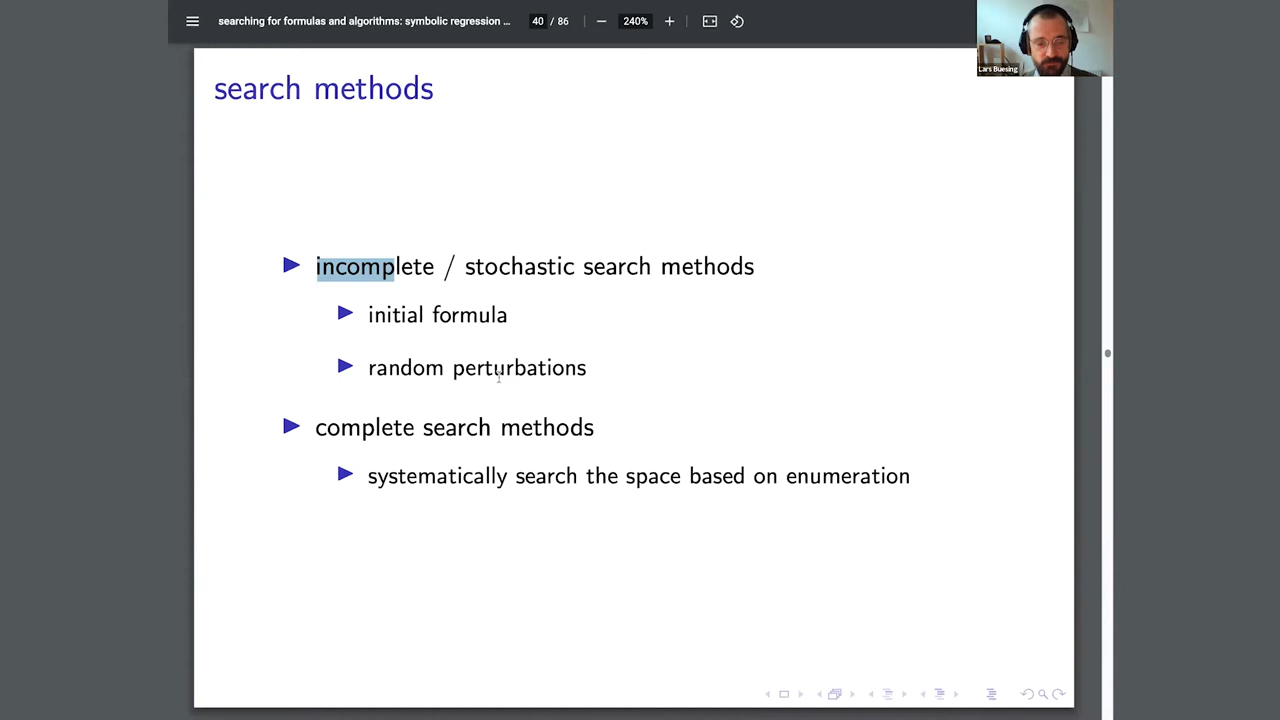 searching for formulas and algorithms: symbolic regression ...
40 / 86
240%
Lars Buesing
search methods
incomplete / stochastic search methods
initial formula
random perturbations
complete search methods
systematically search the space based on enumeration